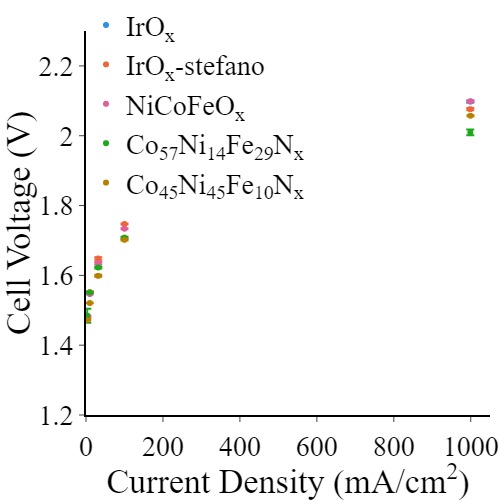 IrOₓ
IrOₓ-stefano
NiCoFeOₓ
Co₅₇Ni₁₄Fe₂₉Nₓ
Co₄₅Ni₄₅Fe₁₀Nₓ
Cell Voltage (V)
2.2
2
1.8
1.6
1.4
1.2
0 200 400 600 800 1000
Current Density (mA/cm²)